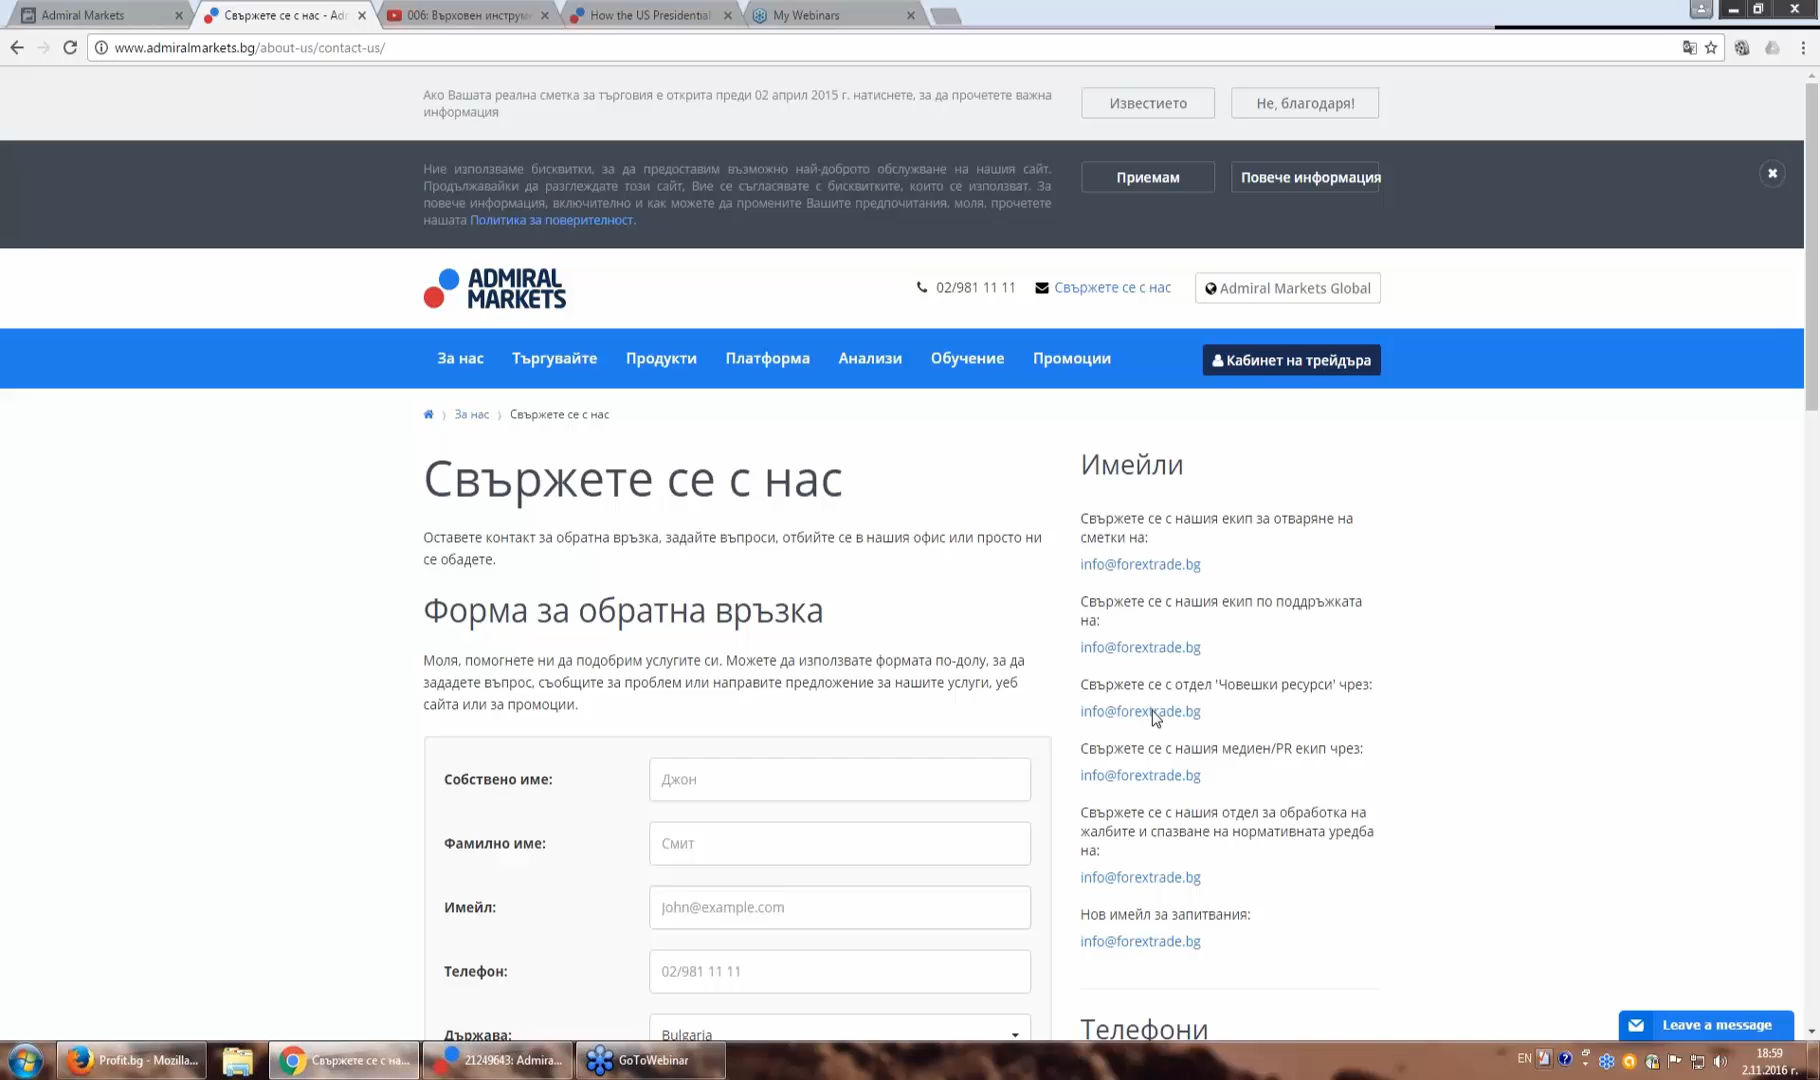 Admiral Markets
Свържете се с нас - Adm
006: Върховен инструме
How the US Presidential
My Webinars
www.admiralmarkets.bg/about-us/contact-us/
Ако Вашата реална сметка за търговия е открита преди 02 април 2015 г. натиснете, за да прочетете важна
информация
Известието
Не, благодаря!
Ние използваме бисквитки, за да предоставим възможно най-доброто обслужване на нашия сайт.
Продължавайки да разглеждате този сайт, Вие се съгласявате с бисквитките, които се използват. За
повече информация, включително и как можете да промените Вашите предпочитания. моля. прочетете
нашата Политика за поверителност.
Приемам
Повече информация
ADMIRAL
MARKETS
02/981 11 11
Свържете се с нас
Admiral Markets Global
За нас
Търгувайте
Продукти
Платформа
Анализи
Обучение
Промоции
Кабинет на трейдъра
За нас
Свържете се с нас
Свържете се с нас
Оставете контакт за обратна връзка, задайте въпроси, отбийте се в нашия офис или просто ни
се обадете.
Форма за обратна връзка
Моля, помогнете ни да подобрим услугите си. Можете да използвате формата по-долу, за да
зададете въпрос, съобщите за проблем или направите предложение за нашите услуги, уеб
сайта или за промоции.
Собствено име:
Джон
Фамилно име:
Смит
Имейл:
John@example.com
Телефон:
02/981 11 11
Държава:
Bulgaria
Имейли
Свържете се с нашия екип за отваряне на
сметки на:
info@forextrade.bg
Свържете се с нашия екип по поддръжката
на:
info@forextrade.bg
Свържете се с отдел 'Човешки ресурси' чрез:
info@forextrade.bg
Свържете се с нашия медиен/PR екип чрез:
info@forextrade.bg
Свържете се с нашия отдел за обработка на
жалбите и спазване на нормативната уредба
на:
info@forextrade.bg
Нов имейл за запитвания:
info@forextrade.bg
Телефони
Leave a message
Profit.bg - Mozilla...
Свържете се с на...
21249643: Admira...
GoToWebinar
EN
18:59
2.11.2016 г.